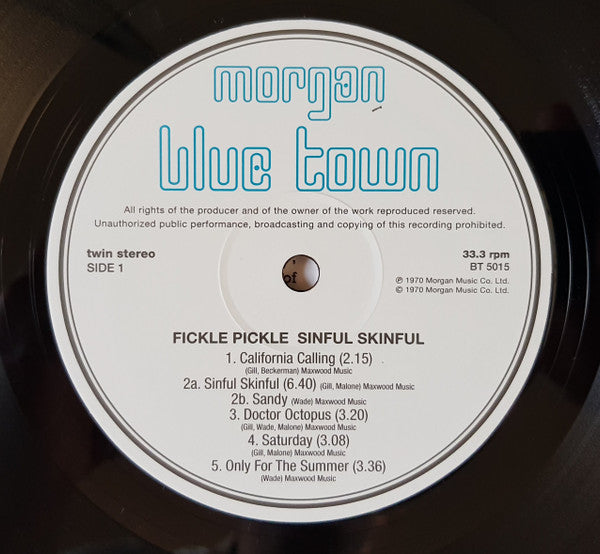 morgan
blue town
All rights of the producer and of the owner of the work reproduced reserved.
Unauthorized public performance, broadcasting and copying of this recording prohibited.
twin stereo
SIDE 1
33.3 rpm
BT 5015
℗ 1970 Morgan Music Co. Ltd.
© 1970 Morgan Music Co. Ltd.
of
FICKLE PICKLE SINFUL SKINFUL
1. California Calling (2.15)
(Gill, Beckerman) Maxwood Music
2a. Sinful Skinful (6.40) (Gill, Malone) Maxwood Music
2b. Sandy (Wade) Maxwood Music
3. Doctor Octopus (3.20)
(Gill, Wade, Malone) Maxwood Music
4. Saturday (3.08)
(Gill, Malone) Maxwood Music
5. Only For The Summer (3.36)
(Wade) Maxwood Music